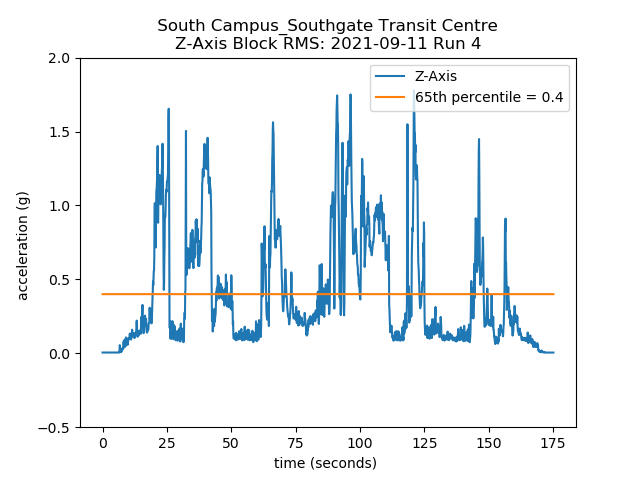 South Campus_Southgate Transit Centre
Z-Axis Block RMS: 2021-09-11 Run 4
Z-Axis
65th percentile = 0.4
2.0
1.5
1.0
0.5
0.0
−0.5
acceleration (g)
0 25 50 75 100 125 150 175
time (seconds)